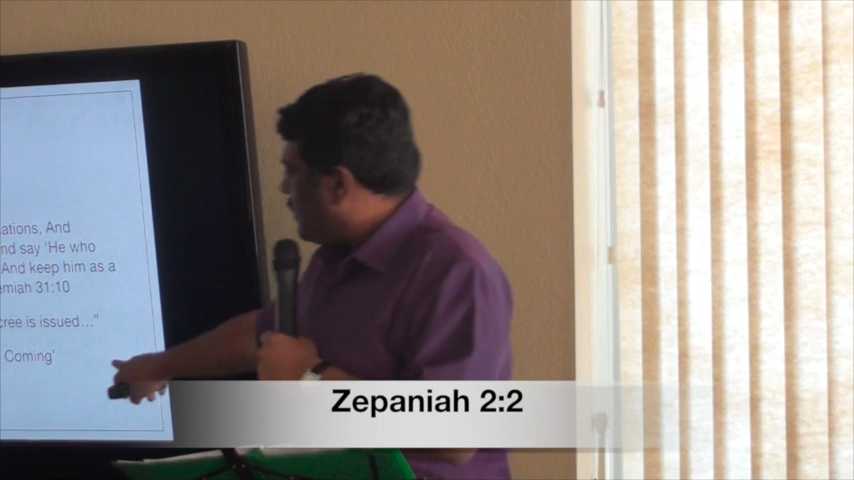 ations, And
nd say 'He who
And keep him as a
emiah 31:10
cree is issued..."
Coming'
Zepaniah 2:2